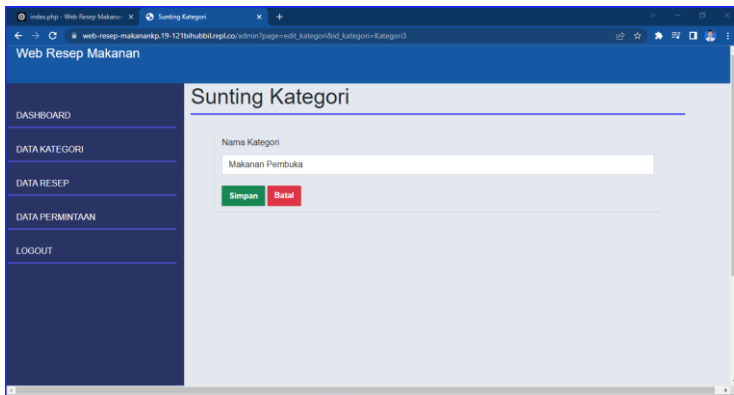 index.php - Web Resep Makanan
Sunting Kategori
web-resep-makanankp.19-121bihubbil.repl.co/admin?page=edit_kategori&id_kategori=Kategori3
Web Resep Makanan
Sunting Kategori
DASHBOARD
DATA KATEGORI
DATA RESEP
DATA PERMINTAAN
LOGOUT
Nama Kategori
Makanan Pembuka
Simpan Batal